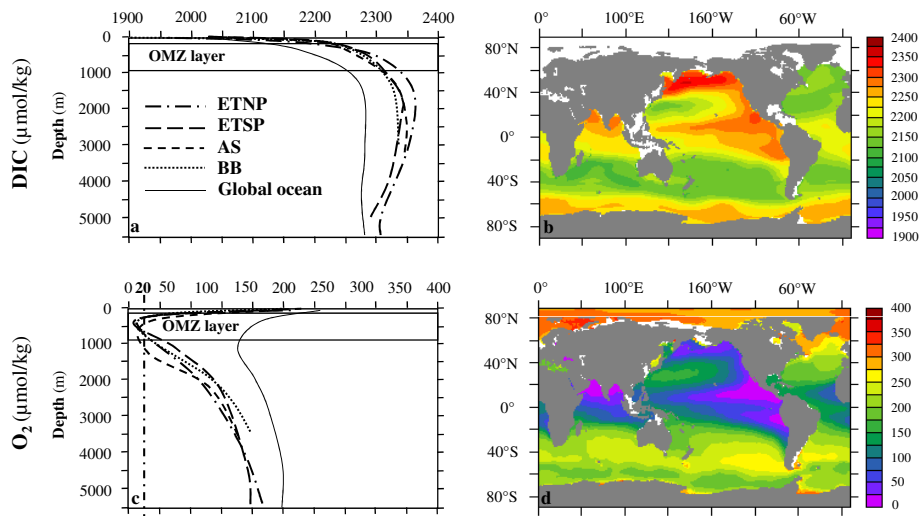 1900 2000 2100 2200 2300 2400
0
1000
2000
3000
4000
5000
Depth (m)
DIC (µmol/kg)
OMZ layer
ETNP
ETSP
AS
BB
Global ocean
a
0° 100°E 160°W 60°W
80°N
40°N
0°
40°S
80°S
b
2400
2350
2300
2250
2200
2150
2100
2050
2000
1950
1900
0 20 50 100 150 200 250 300 350 400
0
1000
2000
3000
4000
5000
Depth (m)
O2 (µmol/kg)
OMZ layer
c
0° 100°E 160°W 60°W
80°N
40°N
0°
40°S
80°S
d
400
350
300
250
200
150
100
50
0